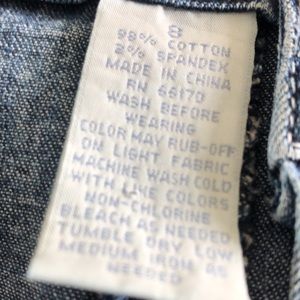 8
98% COTTON
2% SPANDEX
MADE IN CHINA
RN 66170
WASH BEFORE
WEARING
COLOR MAY RUB-OFF
ON LIGHT FABRIC
MACHINE WASH COLD
WITH LIKE COLORS
NON-CHLORINE
BLEACH AS NEEDED
TUMBLE DRY LOW
MEDIUM IRON AS
NEEDED